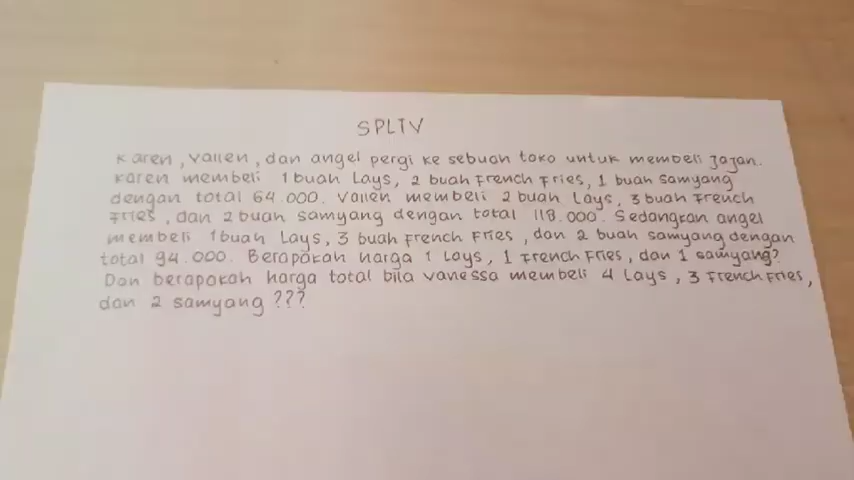 SPLTV
Karen, Vallen, dan angel pergi ke sebuah toko untuk membeli Jajan.
Karen membeli 1 buah Lays, 2 buah French Fries, 1 buah Samyang
dengan total 64.000. Vallen membeli 2 buah Lays, 3 buah French
Fries, dan 2 buah samyang dengan total 118.000. Sedangkan angel
membeli 1 buah Lays, 3 buah French Fries, dan 2 buah samyang dengan
total 94.000. Berapakah harga 1 Lays, 1 French Fries, dan 1 samyang?
Dan berapakah harga total bila vanessa membeli 4 Lays, 3 French Fries,
dan 2 samyang ???